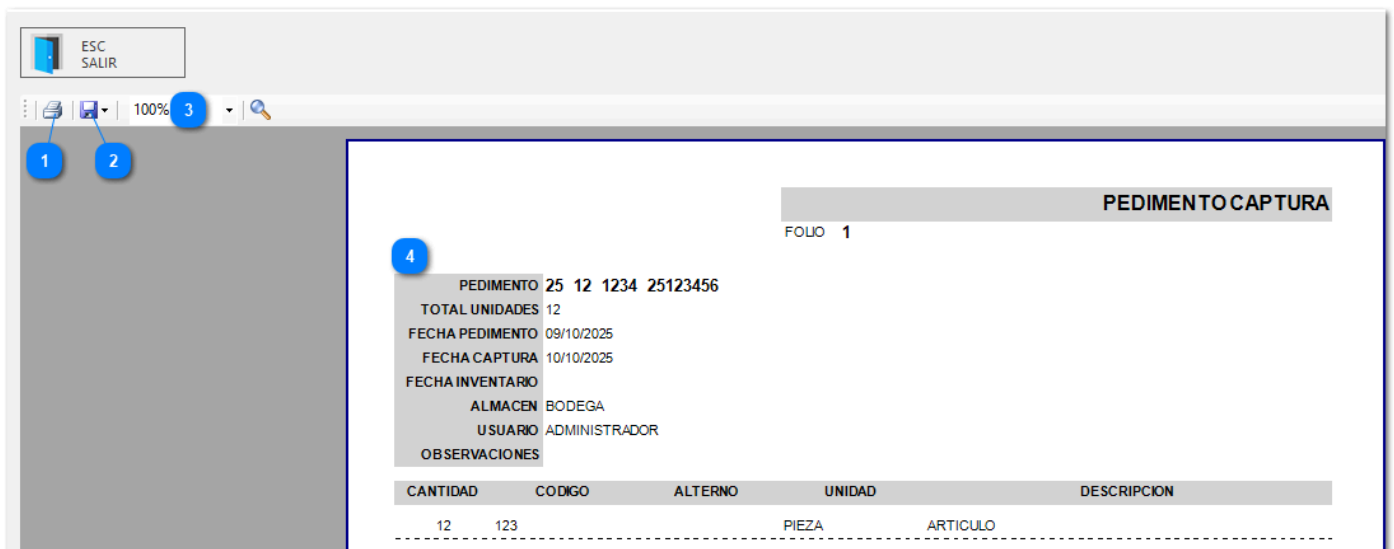 ESC
SALIR
100% 3
1 2
PEDIMENTO CAPTURA
FOLIO 1
4
PEDIMENTO 25 12 1234 25123456
TOTAL UNIDADES 12
FECHA PEDIMENTO 09/10/2025
FECHA CAPTURA 10/10/2025
FECHA INVENTARIO
ALMACEN BODEGA
USUARIO ADMINISTRADOR
OBSERVACIONES
CANTIDAD CODIGO ALTERNO UNIDAD DESCRIPCION
12 123 PIEZA ARTICULO